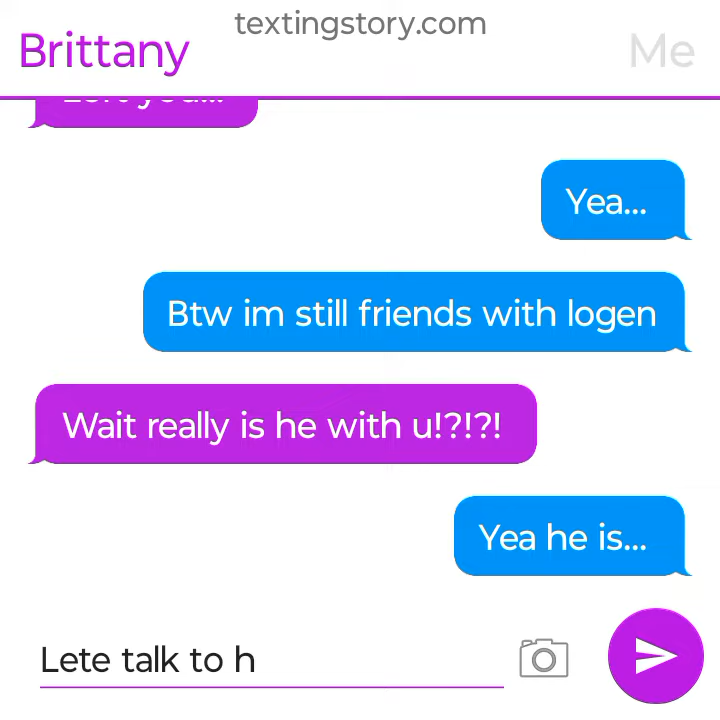 textingstory.com
Brittany
Me
Yea...
Btw im still friends with logen
Wait really is he with u!?!?!
Yea he is...
Lete talk to h